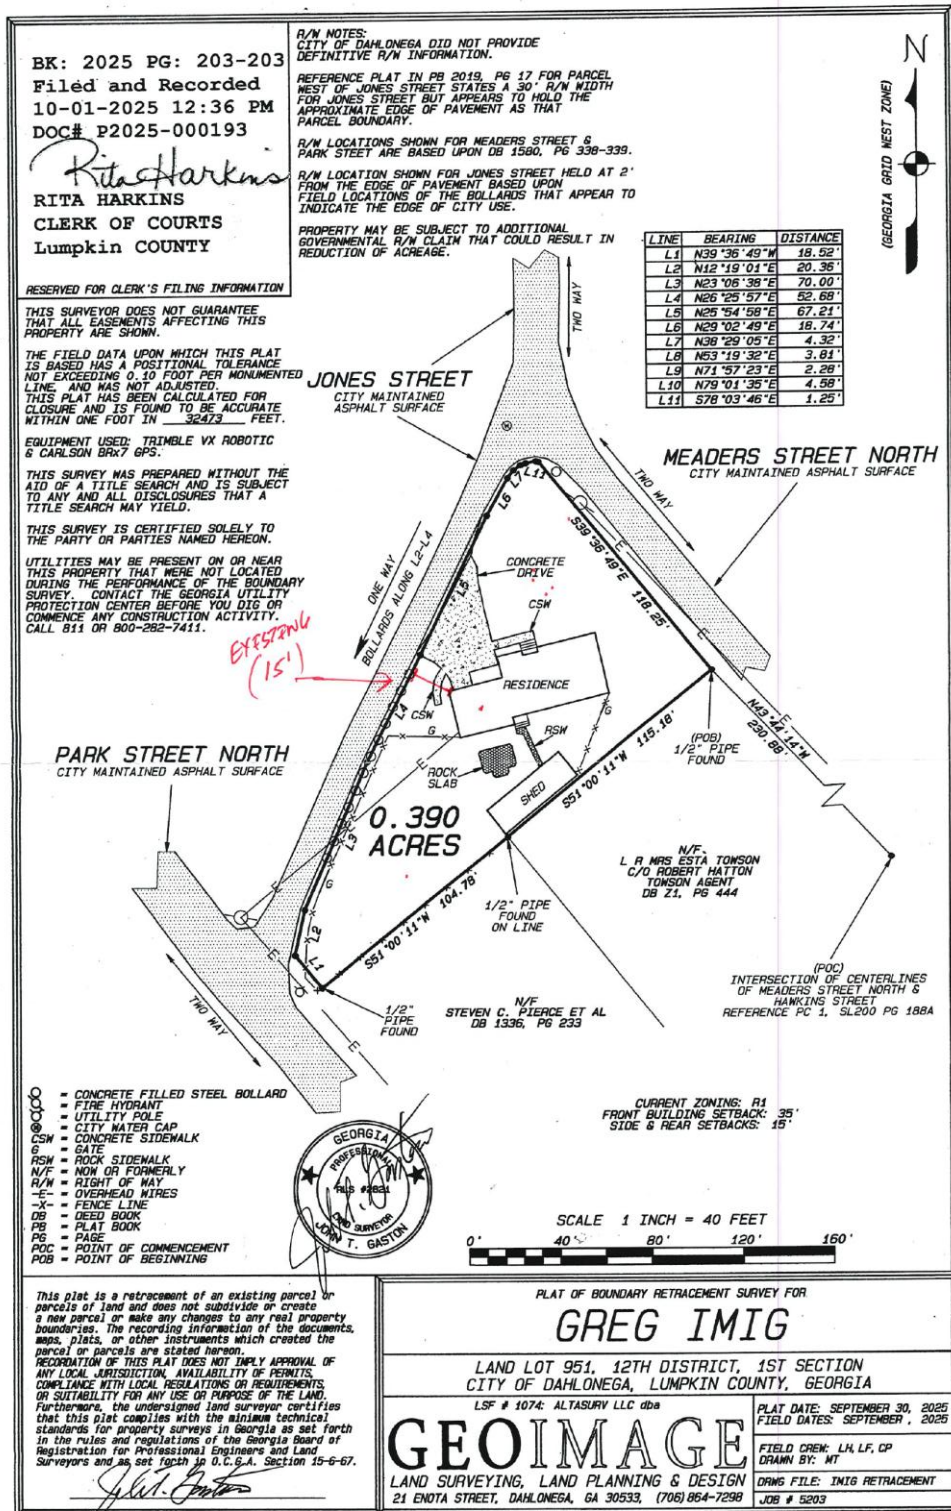 BK: 2025 PG: 203-203
Filed and Recorded
10-01-2025 12:36 PM
DOC# P2025-000193
Rita Harkins
RITA HARKINS
CLERK OF COURTS
Lumpkin COUNTY
RESERVED FOR CLERK'S FILING INFORMATION
R/W NOTES:
CITY OF DAHLONEGA DID NOT PROVIDE
DEFINITIVE R/W INFORMATION.
REFERENCE PLAT IN PB 2019, PG 17 FOR PARCEL
WEST OF JONES STREET STATES A 30' R/W WIDTH
FOR JONES STREET BUT APPEARS TO HOLD THE
APPROXIMATE EDGE OF PAVEMENT AS THAT
PARCEL BOUNDARY.
R/W LOCATIONS SHOWN FOR MEADERS STREET &
PARK STEET ARE BASED UPON DB 1580, PG 338-339.
R/W LOCATION SHOWN FOR JONES STREET HELD AT 2'
FROM THE EDGE OF PAVEMENT BASED UPON
FIELD LOCATIONS OF THE BOLLARDS THAT APPEAR TO
INDICATE THE EDGE OF CITY USE.
PROPERTY MAY BE SUBJECT TO ADDITIONAL
GOVERNMENTAL R/W CLAIM THAT COULD RESULT IN
REDUCTION OF ACREAGE.
N
(GEORGIA GRID WEST ZONE)
LINE BEARING DISTANCE
L1 N39°36'49"W 18.52'
L2 N12°19'01"E 20.36'
L3 N23°06'38"E 70.00'
L4 N26°25'57"E 52.68'
L5 N25°54'58"E 67.21'
L6 N29°02'49"E 18.74'
L7 N38°29'05"E 4.32'
L8 N53°19'32"E 3.81'
L9 N71°57'23"E 2.28'
L10 N79°01'35"E 4.58'
L11 S78°03'46"E 1.25'
THIS SURVEYOR DOES NOT GUARANTEE
THAT ALL EASEMENTS AFFECTING THIS
PROPERTY ARE SHOWN.
THE FIELD DATA UPON WHICH THIS PLAT
IS BASED HAS A POSITIONAL TOLERANCE
NOT EXCEEDING 0.10 FOOT PER MONUMENTED
LINE, AND WAS NOT ADJUSTED.
THIS PLAT HAS BEEN CALCULATED FOR
CLOSURE AND IS FOUND TO BE ACCURATE
WITHIN ONE FOOT IN 32473 FEET.
EQUIPMENT USED: TRIMBLE VX ROBOTIC
& CARLSON BRx7 GPS.
THIS SURVEY WAS PREPARED WITHOUT THE
AID OF A TITLE SEARCH AND IS SUBJECT
TO ANY AND ALL DISCLOSURES THAT A
TITLE SEARCH MAY YIELD.
THIS SURVEY IS CERTIFIED SOLELY TO
THE PARTY OR PARTIES NAMED HEREON.
UTILITIES MAY BE PRESENT ON OR NEAR
THIS PROPERTY THAT WERE NOT LOCATED
DURING THE PERFORMANCE OF THE BOUNDARY
SURVEY. CONTACT THE GEORGIA UTILITY
PROTECTION CENTER BEFORE YOU DIG OR
COMMENCE ANY CONSTRUCTION ACTIVITY.
CALL 811 OR 800-282-7411.
TWO WAY
JONES STREET
CITY MAINTAINED
ASPHALT SURFACE
MEADERS STREET NORTH
CITY MAINTAINED ASPHALT SURFACE
TWO WAY
L11
L7
L6
S39°36'49"E 118.25'
E
ONE WAY
BOLLARDS ALONG L2-L4
L5
CONCRETE
DRIVE
CSW
EXISTING
(15')
RESIDENCE
E
L4
CSW
G
G
RSW
E
ROCK
SLAB
SHED
(POB)
1/2" PIPE
FOUND
N43°44'14"W
230.88'
E
S51°00'11"W 115.18'
PARK STREET NORTH
CITY MAINTAINED ASPHALT SURFACE
0.390
ACRES
L3
E
G
L2
L1
E
S51°00'11"W 104.78'
1/2" PIPE
FOUND
ON LINE
N/F
L R MRS ESTA TOWSON
C/O ROBERT HATTON
TOWSON AGENT
DB Z1, PG 444
(POC)
INTERSECTION OF CENTERLINES
OF MEADERS STREET NORTH &
HAWKINS STREET
REFERENCE PC 1, SL200 PG 188A
TWO WAY
1/2"
PIPE
FOUND
E
N/F
STEVEN C. PIERCE ET AL
DB 1336, PG 233
= CONCRETE FILLED STEEL BOLLARD
= FIRE HYDRANT
= UTILITY POLE
= CITY WATER CAP
CSW = CONCRETE SIDEWALK
G = GATE
RSW = ROCK SIDEWALK
N/F = NOW OR FORMERLY
R/W = RIGHT OF WAY
-E- = OVERHEAD WIRES
-X- = FENCE LINE
DB = DEED BOOK
PB = PLAT BOOK
PG = PAGE
POC = POINT OF COMMENCEMENT
POB = POINT OF BEGINNING
GEORGIA
PROFESSIONAL
RLS #2821
LAND SURVEYOR
JOHN T. GASTON
CURRENT ZONING: R1
FRONT BUILDING SETBACK: 35'
SIDE & REAR SETBACKS: 15'
SCALE 1 INCH = 40 FEET
0' 40' 80' 120' 160'
This plat is a retracement of an existing parcel or
parcels of land and does not subdivide or create
a new parcel or make any changes to any real property
boundaries. The recording information of the documents,
maps, plats, or other instruments which created the
parcel or parcels are stated hereon.
RECORDATION OF THIS PLAT DOES NOT IMPLY APPROVAL OF
ANY LOCAL JURISDICTION, AVAILABILITY OF PERMITS,
COMPLIANCE WITH LOCAL REGULATIONS OR REQUIREMENTS,
OR SUITABILITY FOR ANY USE OR PURPOSE OF THE LAND.
Furthermore, the undersigned land surveyor certifies
that this plat complies with the minimum technical
standards for property surveys in Georgia as set forth
in the rules and regulations of the Georgia Board of
Registration for Professional Engineers and Land
Surveyors and as set forth in O.C.G.A. Section 15-6-67.
PLAT OF BOUNDARY RETRACEMENT SURVEY FOR
GREG IMIG
LAND LOT 951, 12TH DISTRICT, 1ST SECTION
CITY OF DAHLONEGA, LUMPKIN COUNTY, GEORGIA
LSF # 1074: ALTASURV LLC dba
GEOIMAGE
LAND SURVEYING, LAND PLANNING & DESIGN
21 ENOTA STREET, DAHLONEGA, GA 30533, (706) 864-7298
PLAT DATE: SEPTEMBER 30, 2025
FIELD DATES: SEPTEMBER , 2025
FIELD CREW: LH, LF, CP
DRAWN BY: MT
DRWG FILE: IMIG RETRACEMENT
JOB # 5203